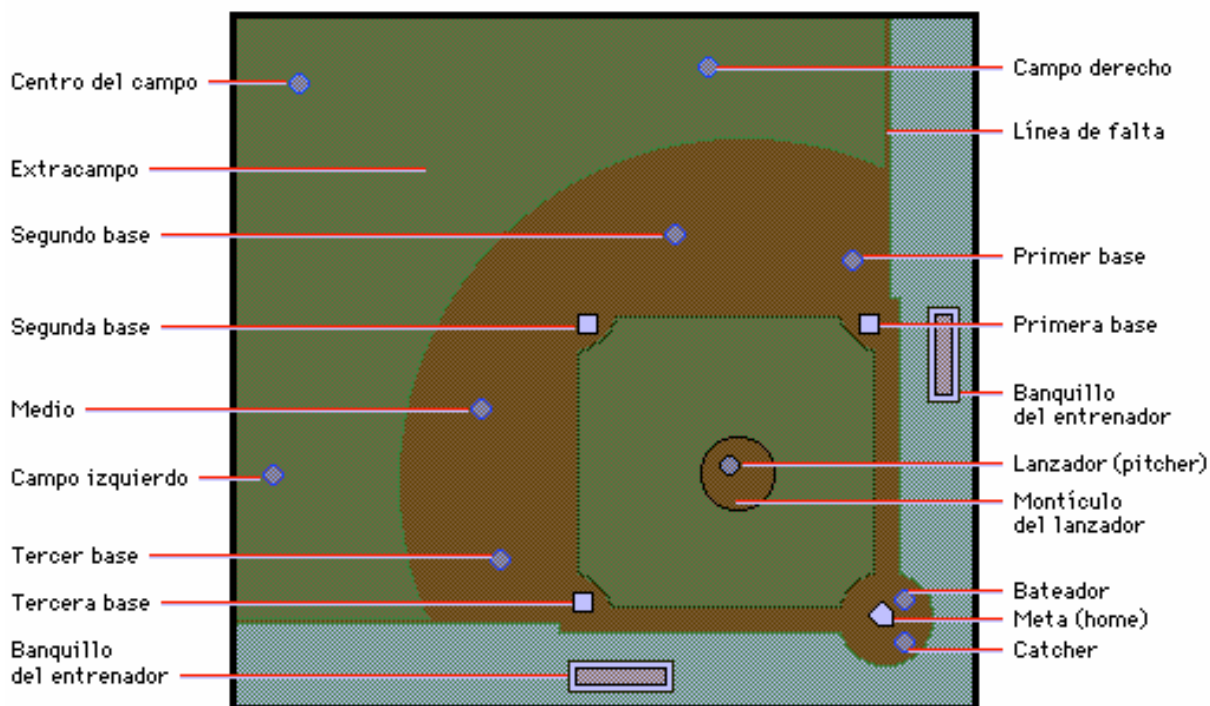 Centro del campo
Extracampo
Segundo base
Segunda base
Medio
Campo izquierdo
Tercer base
Tercera base
Banquillo
del entrenador
Campo derecho
Línea de falta
Primer base
Primera base
Banquillo
del entrenador
Lanzador (pitcher)
Montículo
del lanzador
Bateador
Meta (home)
Catcher